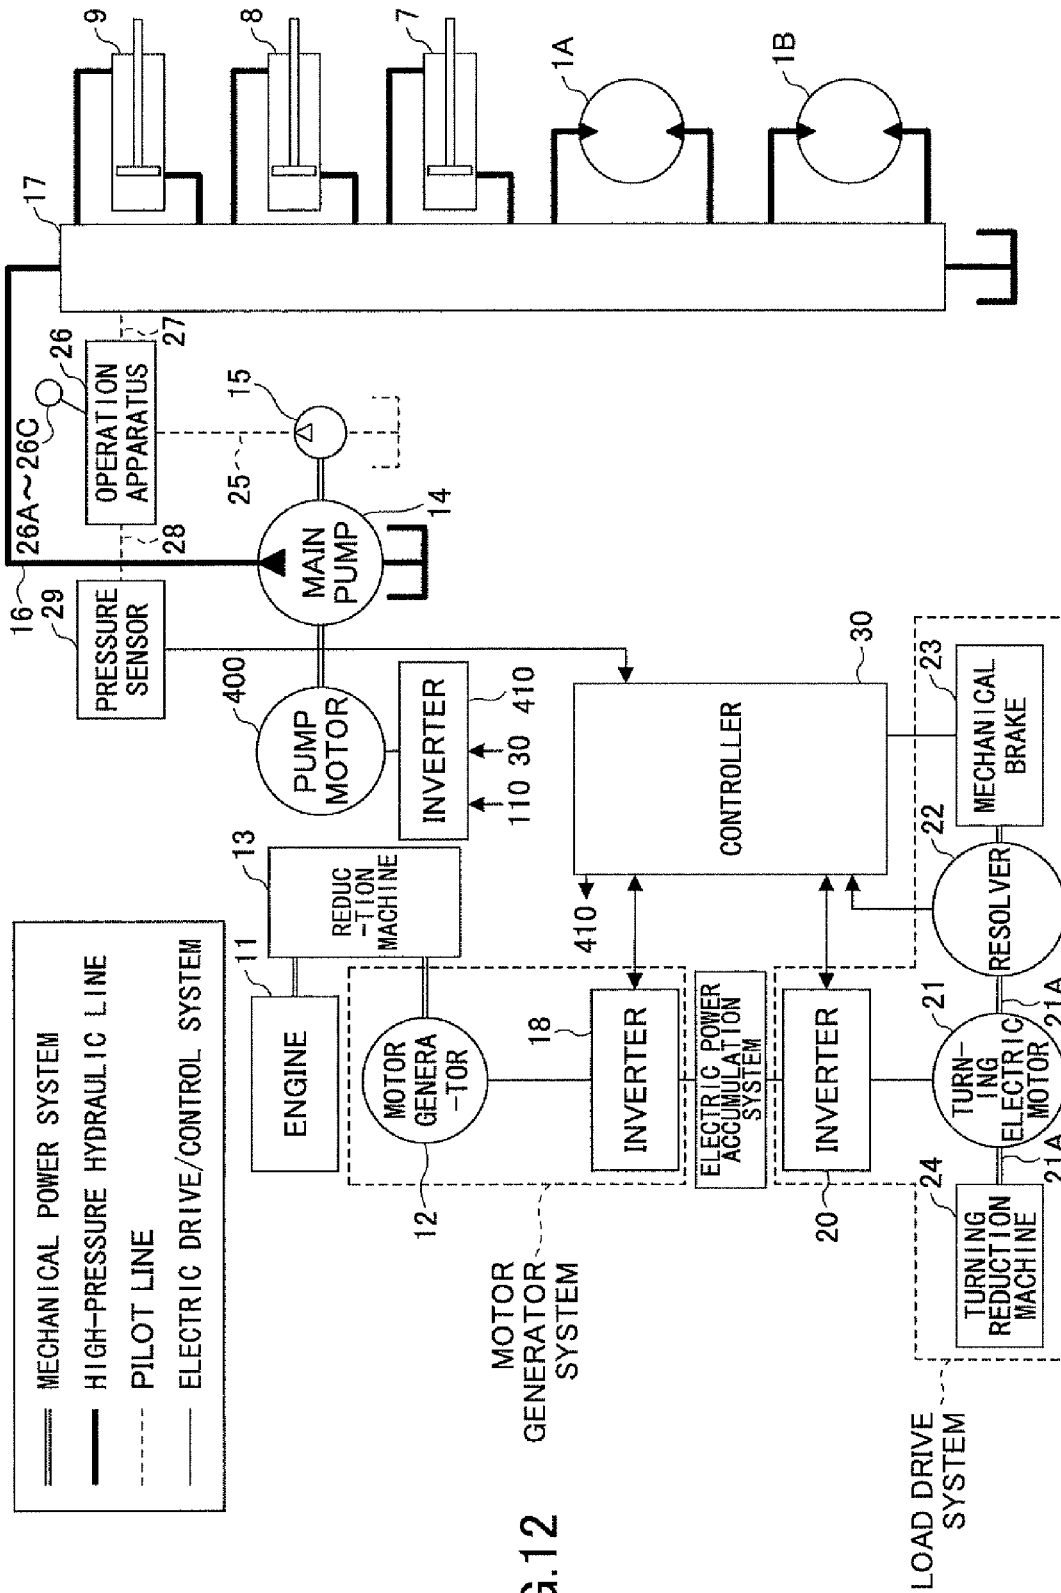 G.12
MECHANICAL POWER SYSTEM
HIGH-PRESSURE HYDRAULIC LINE
PILOT LINE
ELECTRIC DRIVE/CONTROL SYSTEM
16
29
PRESSURE
SENSOR
28
26A~26C
26
OPERATION
APPARATUS
27
17
9
8
7
1A
1B
25
15
14
MAIN
PUMP
400
PUMP
MOTOR
INVERTER
410
110
30
11
ENGINE
13
REDUC
-TION
MACHINE
12
MOTOR
GENERA
-TOR
18
INVERTER
MOTOR
GENERATOR
SYSTEM
ELECTRIC POWER
ACCUMULATION
SYSTEM
20
INVERTER
410
CONTROLLER
30
LOAD DRIVE
SYSTEM
24
TURNING
REDUCTION
MACHINE
21A
21
TURN-
ING
ELECTRIC
MOTOR
21A
22
RESOLVER
23
MECHANICAL
BRAKE